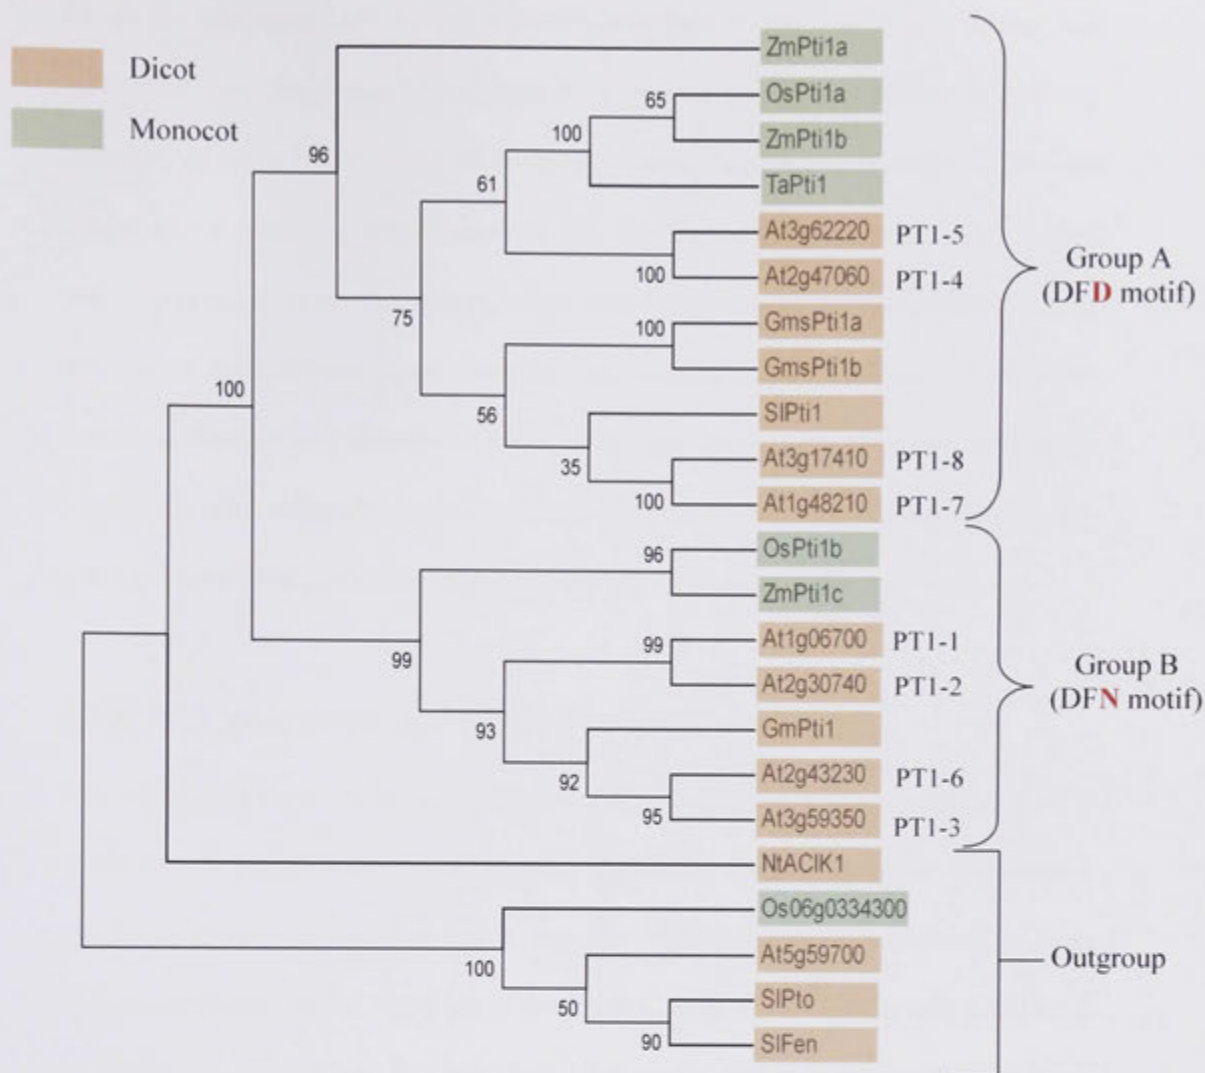 Dicot
Monocot
ZmPti1a
OsPti1a
ZmPti1b
TaPti1
At3g62220 PT1-5
At2g47060 PT1-4
GmsPti1a
GmsPti1b
SlPti1
At3g17410 PT1-8
At1g48210 PT1-7
OsPti1b
ZmPti1c
At1g06700 PT1-1
At2g30740 PT1-2
GmPti1
At2g43230 PT1-6
At3g59350 PT1-3
NtACIK1
Os06g0334300
At5g59700
SlPto
SlFen
96
65
100
61
100
75
100
56
35
100
100
96
99
99
93
92
95
100
50
90
Group A
(DFD motif)
Group B
(DFN motif)
Outgroup